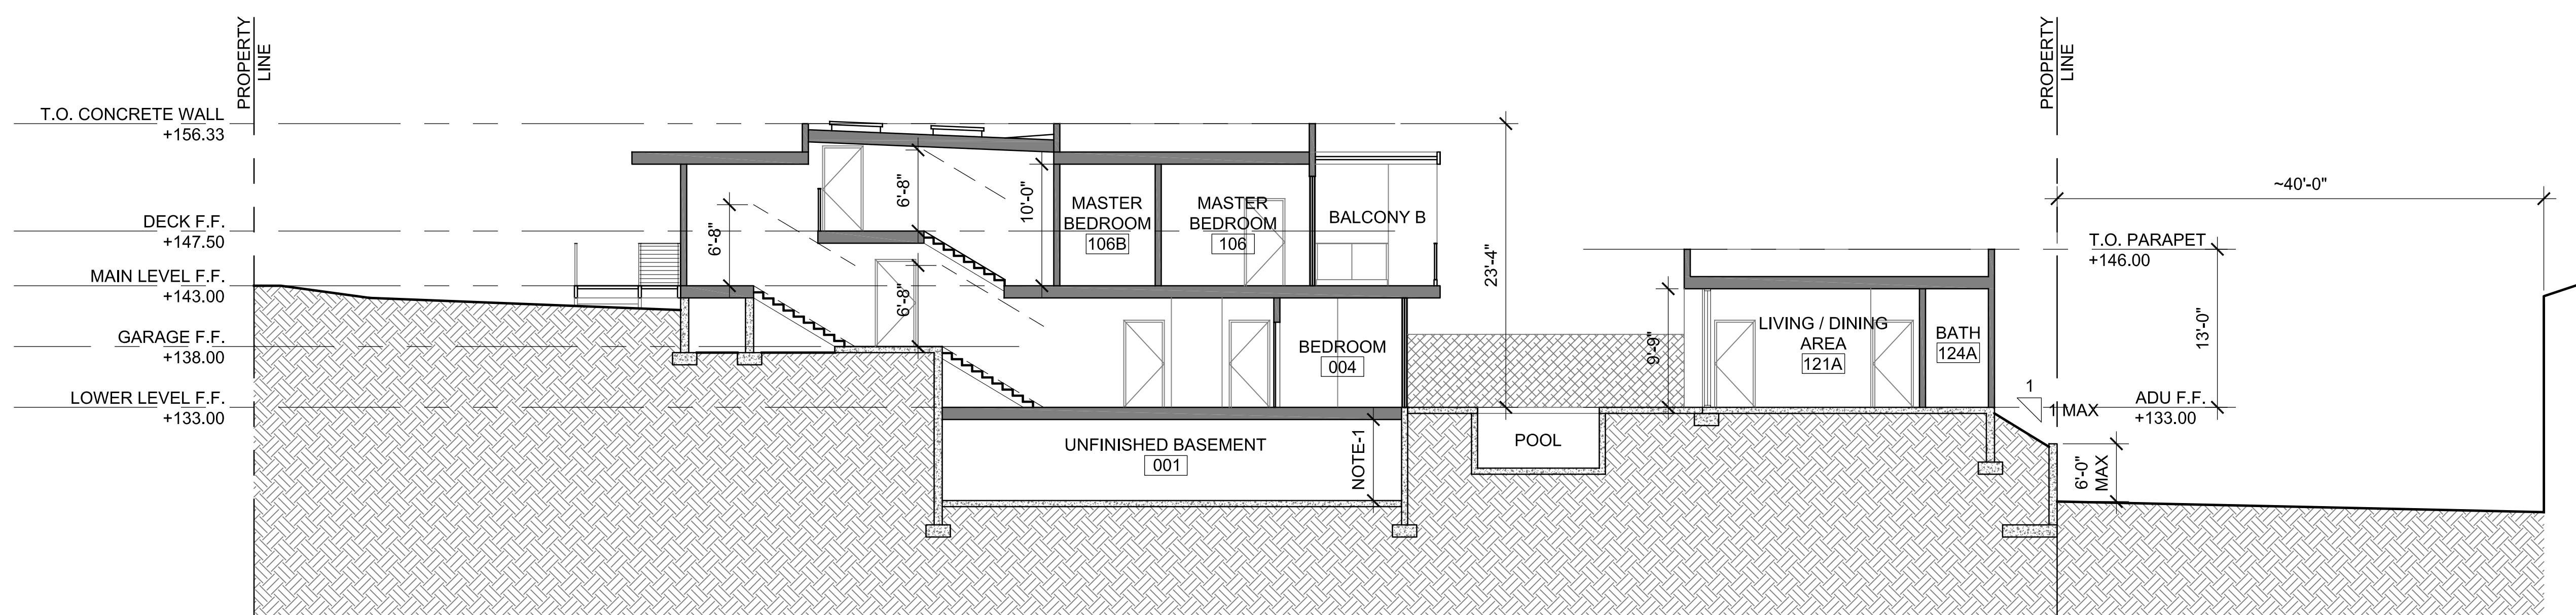 PROPERTY
LINE
PROPERTY
LINE
T.O. CONCRETE WALL
+156.33
DECK F.F.
+147.50
MAIN LEVEL F.F.
+143.00
GARAGE F.F.
+138.00
LOWER LEVEL F.F.
+133.00
6'-8"
6'-8"
6'-8"
10'-0"
MASTER
BEDROOM
106B
MASTER
BEDROOM
106
BALCONY B
23'-4"
BEDROOM
004
UNFINISHED BASEMENT
001
NOTE-1
POOL
9'-9"
LIVING / DINING
AREA
121A
BATH
124A
~40'-0"
T.O. PARAPET
+146.00
13'-0"
1
1 MAX
ADU F.F.
+133.00
6'-0"
MAX